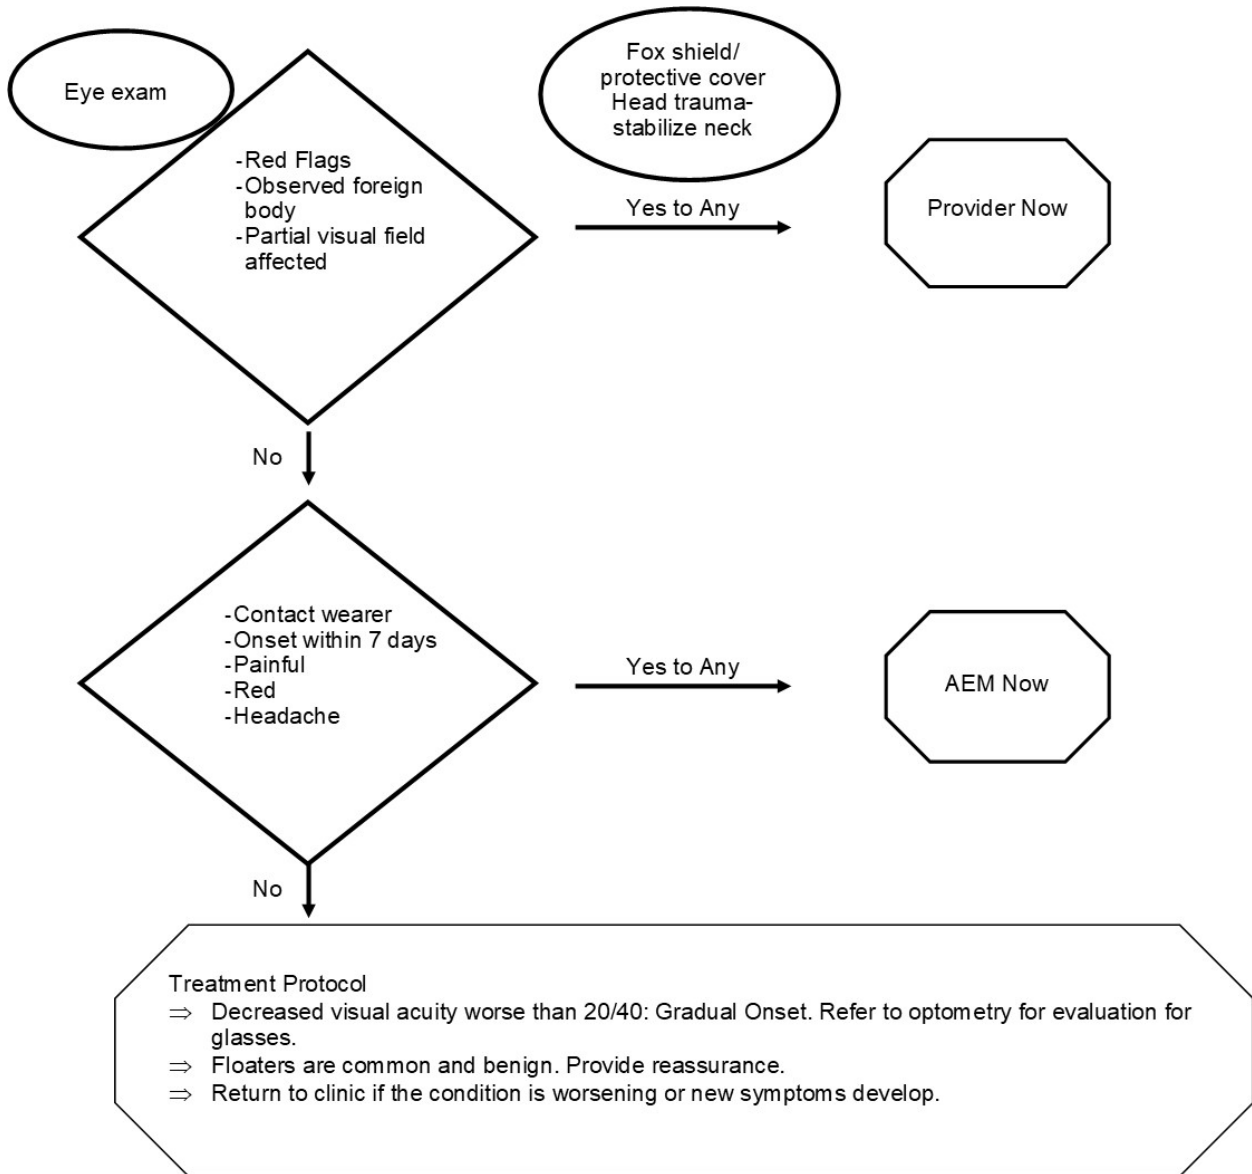 Eye exam
Fox shield/
protective cover
Head trauma-
stabilize neck
-Red Flags
-Observed foreign
body
-Partial visual field
affected
Yes to Any
Provider Now
No
-Contact wearer
-Onset within 7 days
-Painful
-Red
-Headache
Yes to Any
AEM Now
No
Treatment Protocol
⇒ Decreased visual acuity worse than 20/40: Gradual Onset. Refer to optometry for evaluation for
glasses.
⇒ Floaters are common and benign. Provide reassurance.
⇒ Return to clinic if the condition is worsening or new symptoms develop.